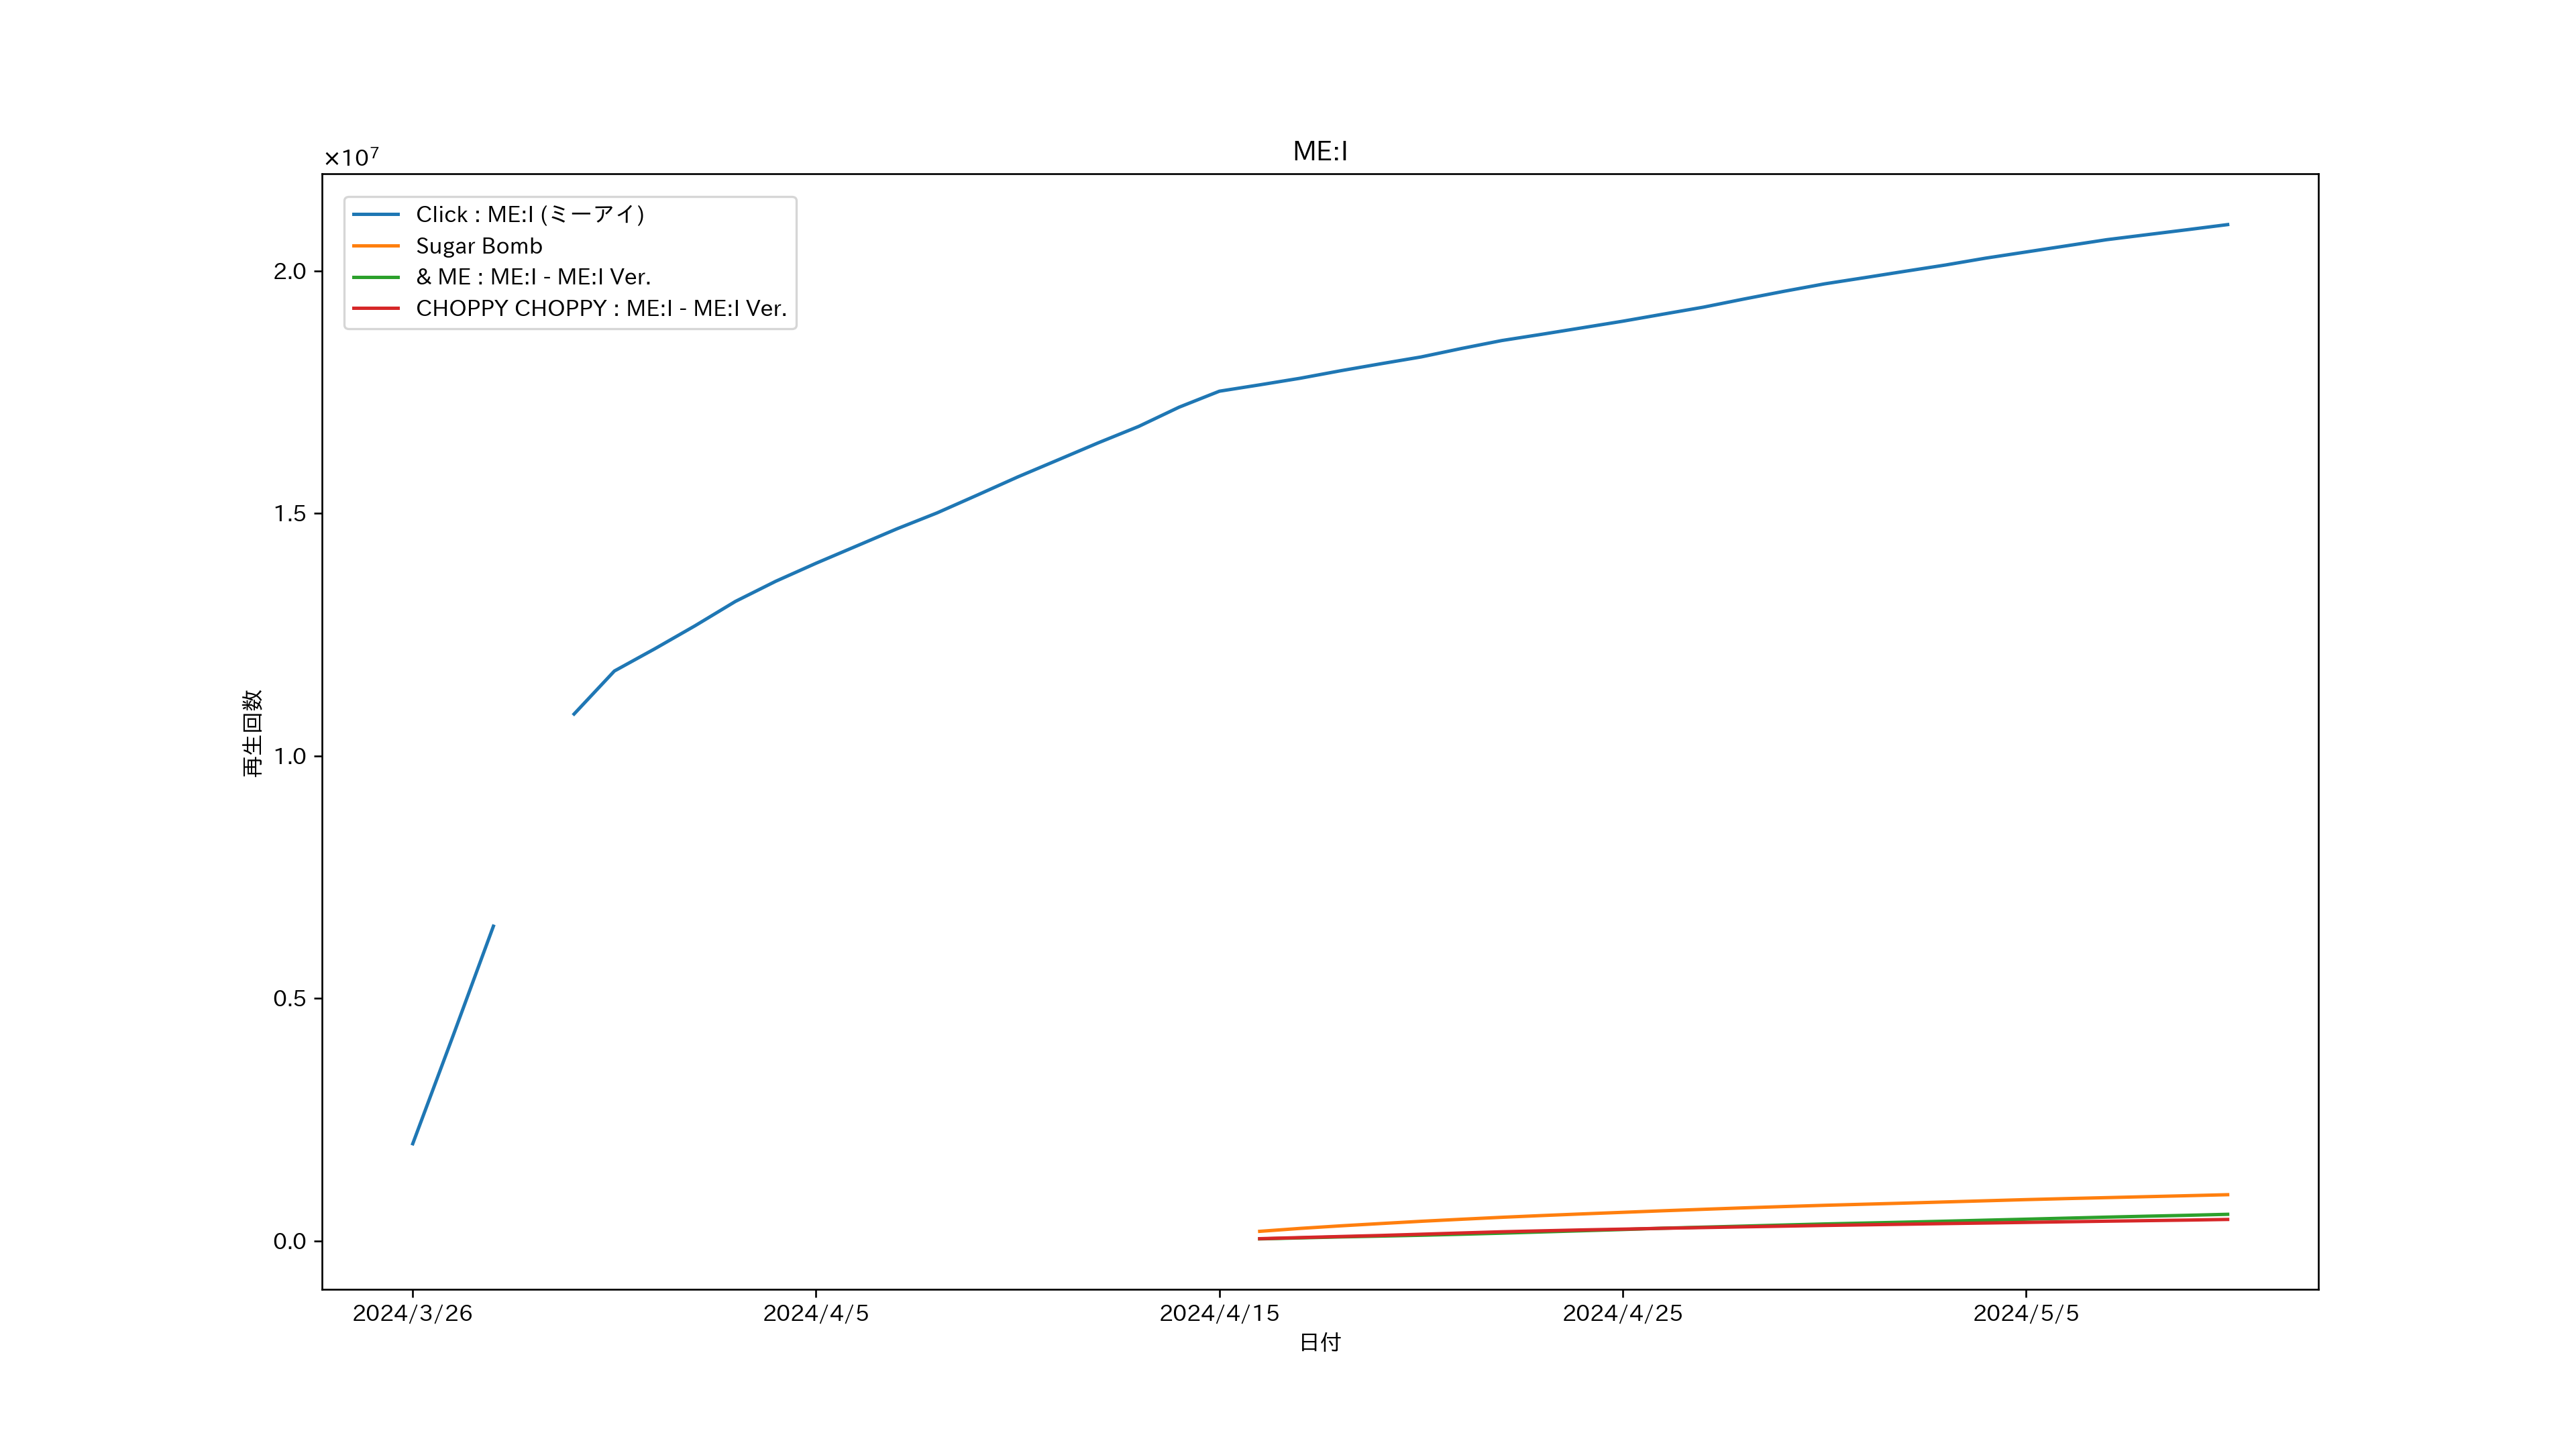 ME:I
×10⁷
Click : ME:I (ミーアイ)
Sugar Bomb
& ME : ME:I - ME:I Ver.
CHOPPY CHOPPY : ME:I - ME:I Ver.
2.0
1.5
1.0
0.5
0.0
再生回数
2024/3/26 2024/4/5 2024/4/15 2024/4/25 2024/5/5
日付